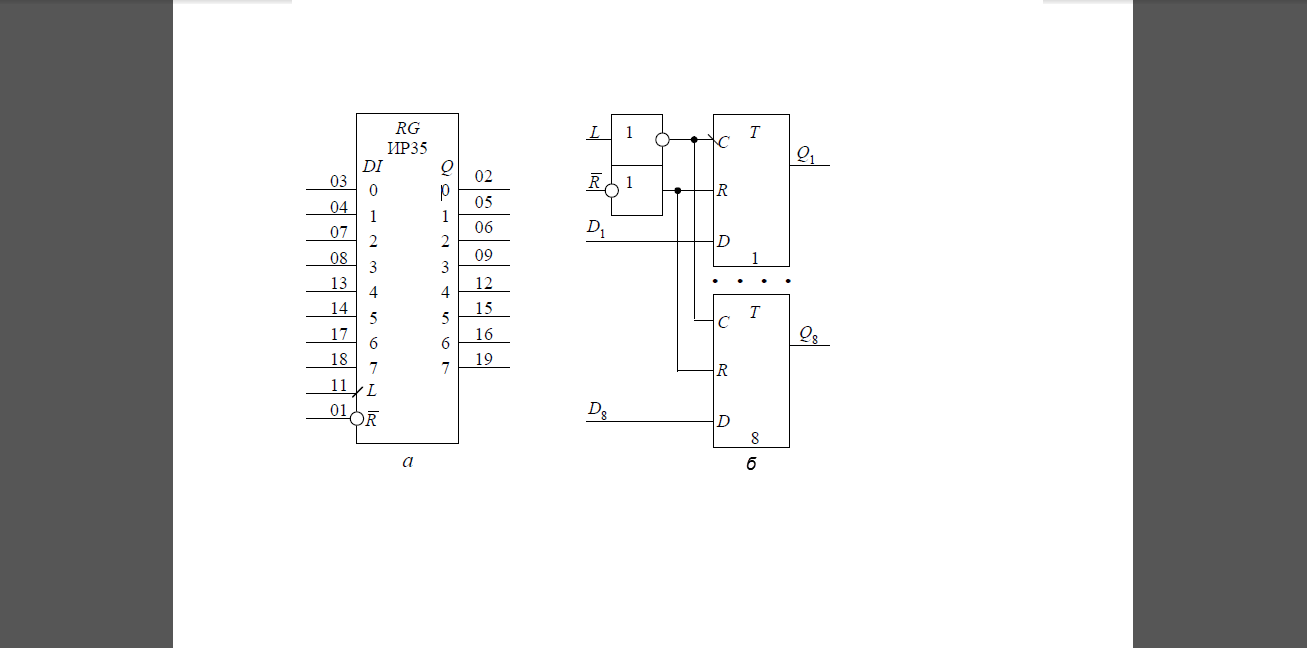 RG
ИР35
DI Q
03 0 0 02
04 1 1 05
07 2 2 06
08 3 3 09
13 4 4 12
14 5 5 15
17 6 6 16
18 7 7 19
11 L
01 R̅
а
L 1 C T Q1
R̅ 1 R
D1 D
1
C T Q8
R
D8 D
8
б